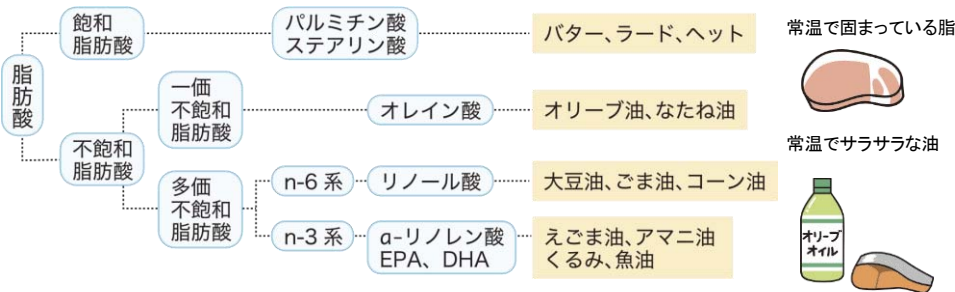 脂肪酸
飽和
脂肪酸
パルミチン酸
ステアリン酸
バター、ラード、ヘット
不飽和
脂肪酸
一価
不飽和
脂肪酸
オレイン酸
オリーブ油、なたね油
多価
不飽和
脂肪酸
n-6 系
リノール酸
大豆油、ごま油、コーン油
n-3 系
α-リノレン酸
EPA、DHA
えごま油、アマニ油
くるみ、魚油
常温で固まっている脂
常温でサラサラな油
オリーブ
オイル